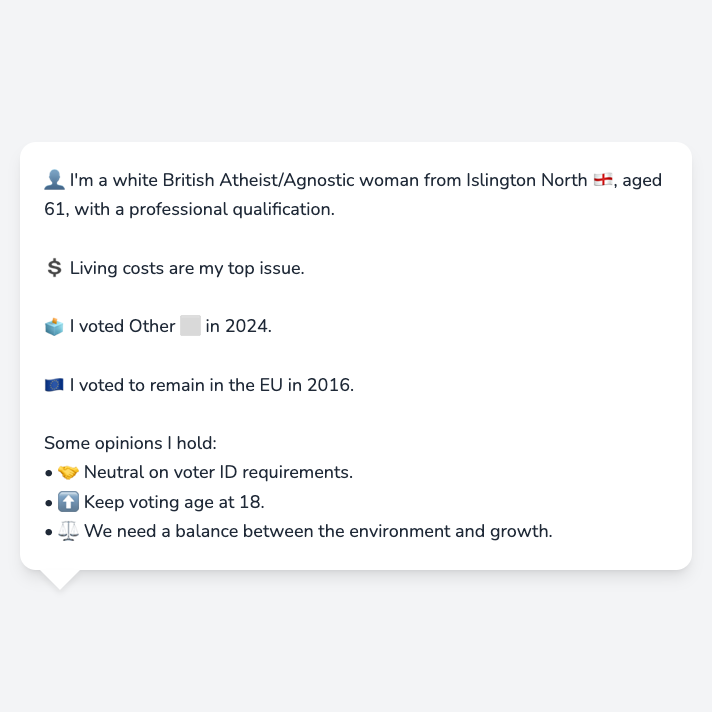 👤 I'm a white British Atheist/Agnostic woman from Islington North 🏴󠁧󠁢󠁥󠁮󠁧󠁿, aged
61, with a professional qualification.
💲 Living costs are my top issue.
🗳️ I voted Other ⬜ in 2024.
🇪🇺 I voted to remain in the EU in 2016.
Some opinions I hold:
• 🤝 Neutral on voter ID requirements.
• ⬆️ Keep voting age at 18.
• ⚖️ We need a balance between the environment and growth.